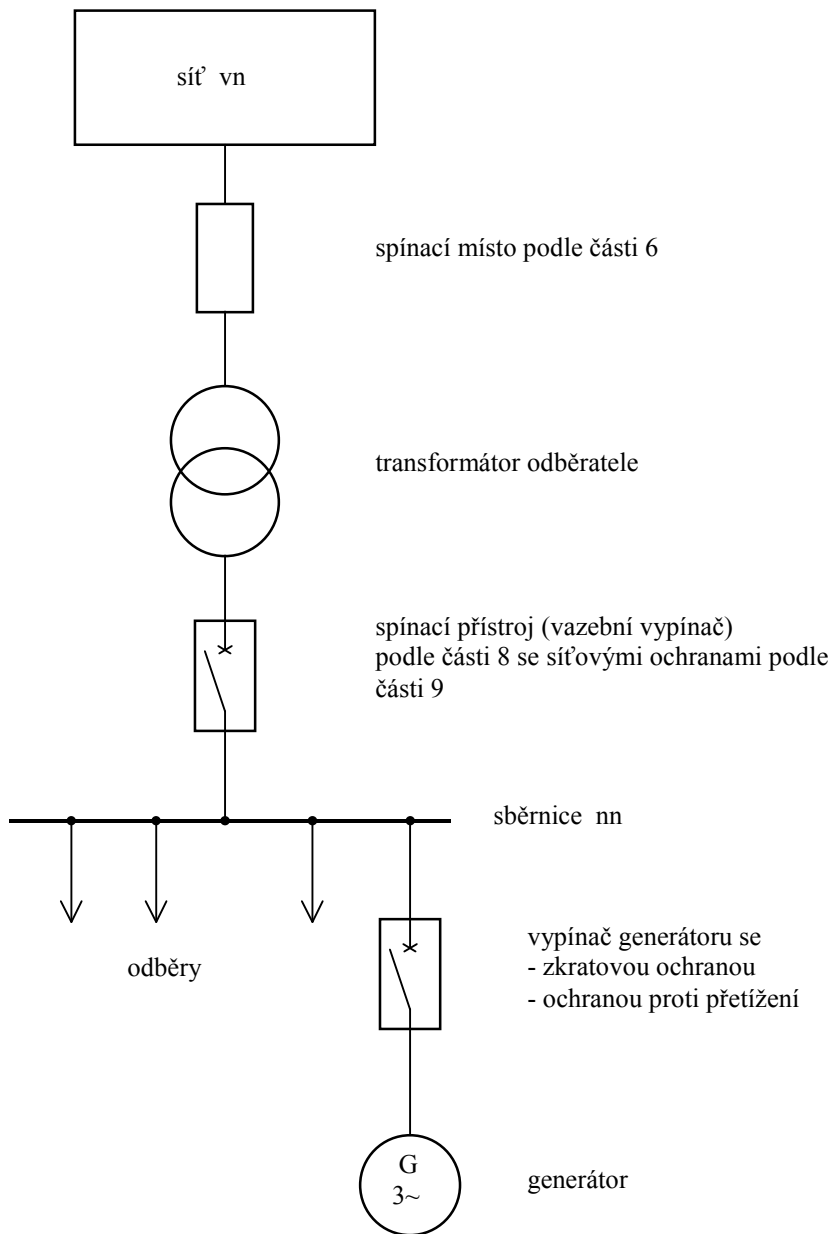 síť vn
spínací místo podle části 6
transformátor odběratele
spínací přístroj (vazební vypínač)
podle části 8 se síťovými ochranami podle
části 9
sběrnice nn
odběry
vypínač generátoru se
- zkratovou ochranou
- ochranou proti přetížení
G
3~
generátor